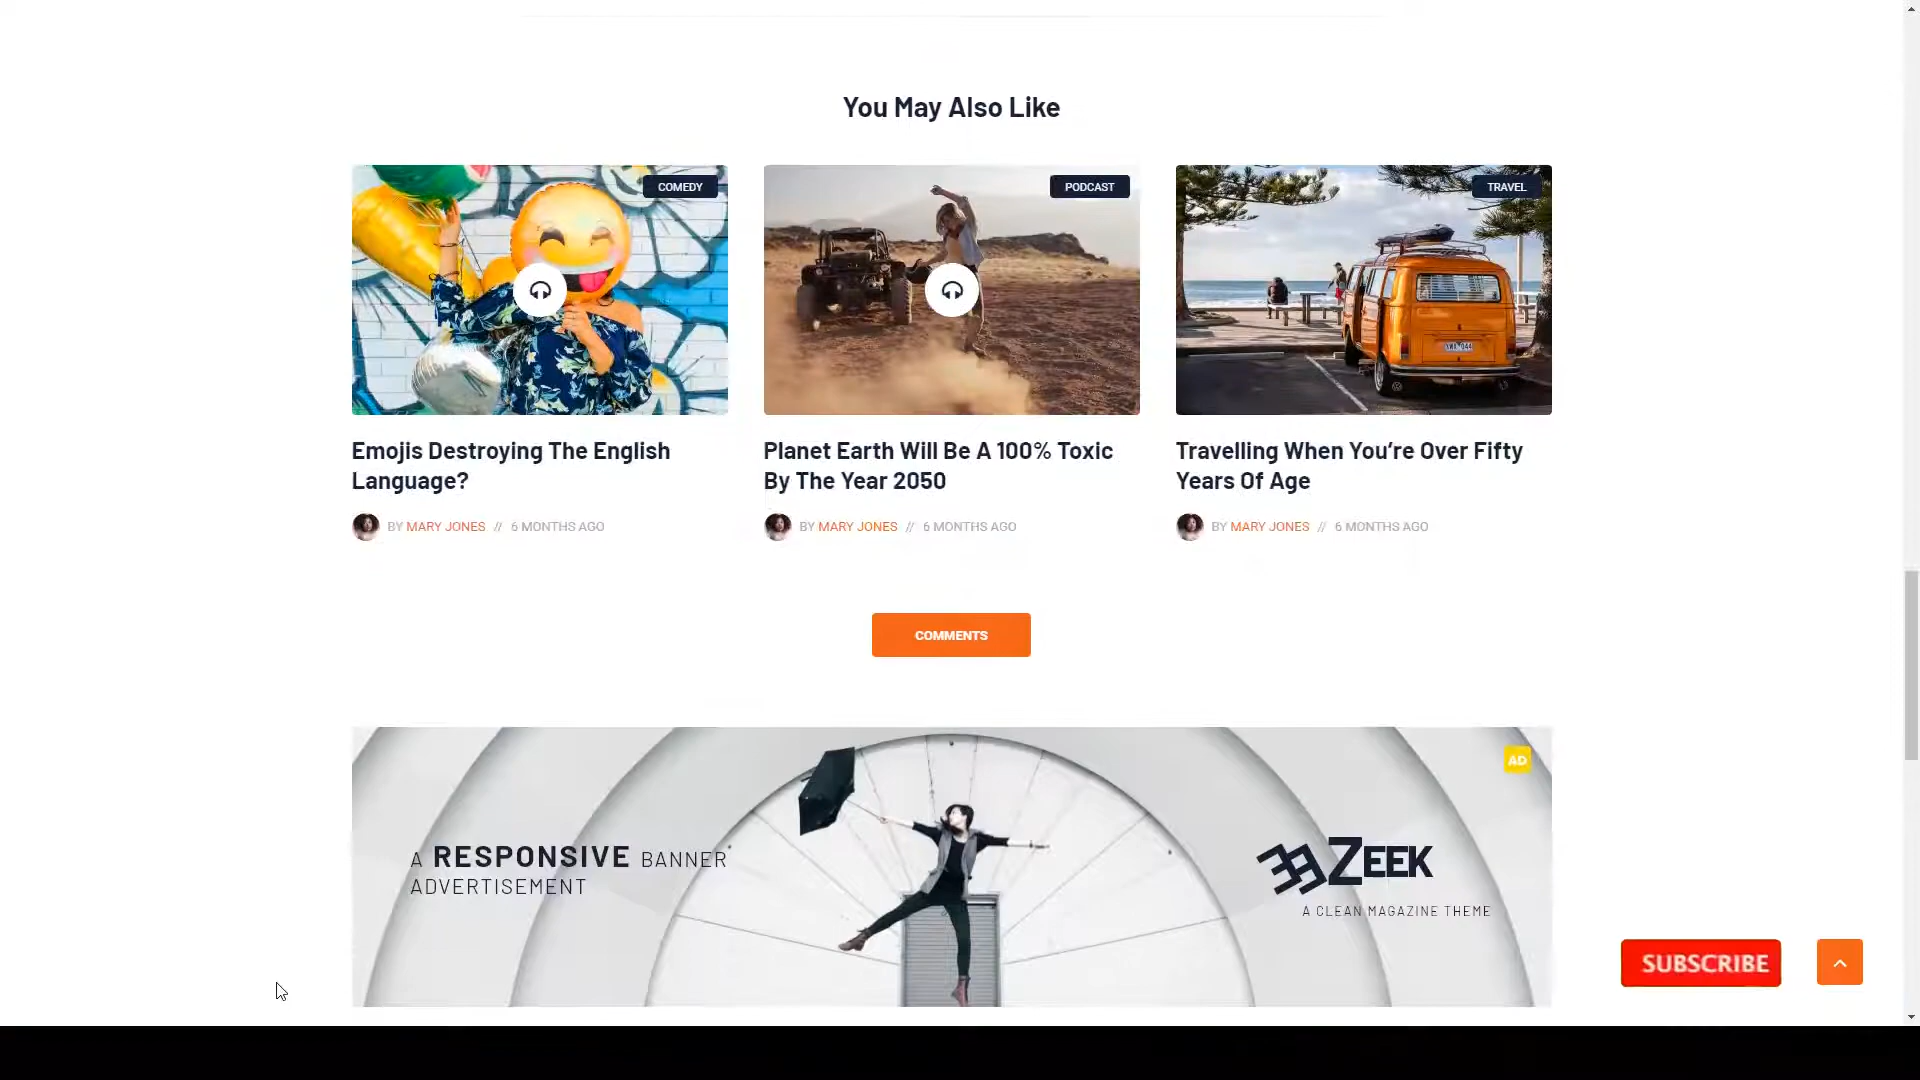 You May Also Like
COMEDY
PODCAST
TRAVEL
Emojis Destroying The English
Language?
BY MARY JONES // 6 MONTHS AGO
Planet Earth Will Be A 100% Toxic
By The Year 2050
BY MARY JONES // 6 MONTHS AGO
Travelling When You’re Over Fifty
Years Of Age
BY MARY JONES // 6 MONTHS AGO
COMMENTS
AD
A RESPONSIVE BANNER
ADVERTISEMENT
ZEEK
A CLEAN MAGAZINE THEME
SUBSCRIBE